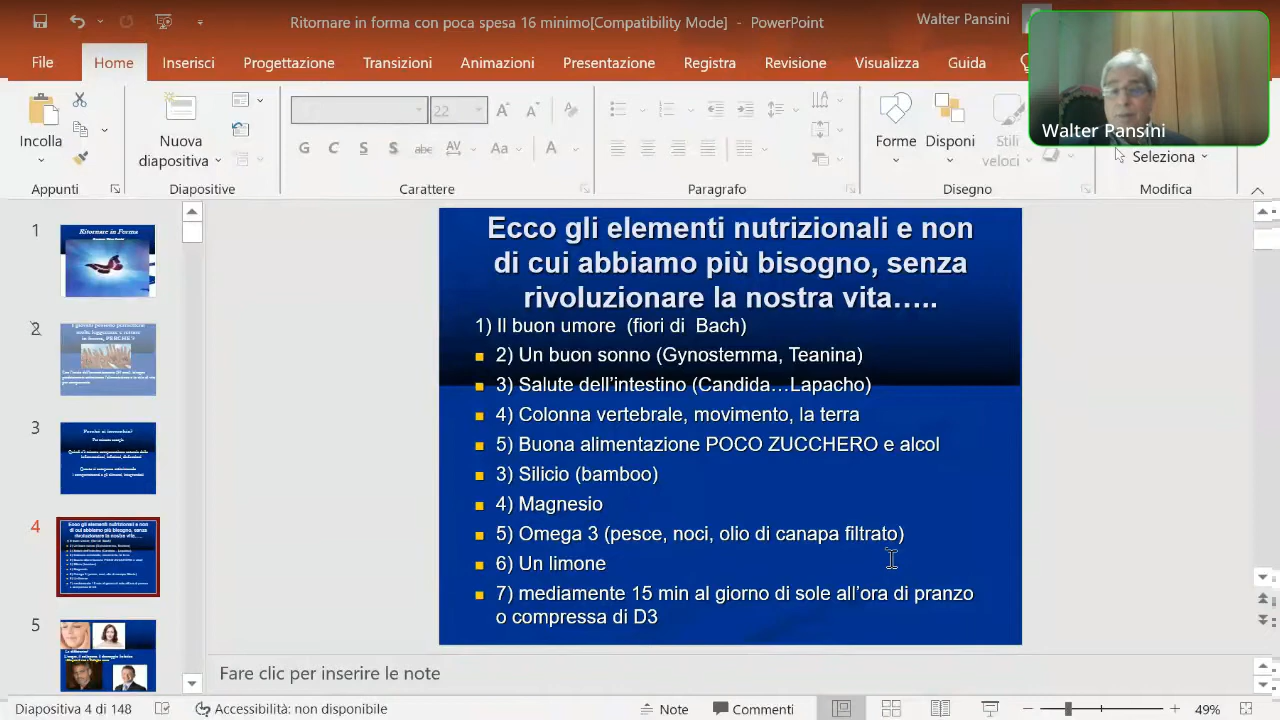 Ritornare in forma con poca spesa 16 minimo[Compatibility Mode] - PowerPoint
Walter Pansini
File Home Inserisci Progettazione Transizioni Animazioni Presentazione Registra Revisione Visualizza Guida
Walter Pansini
Incolla
Appunti
Nuova
diapositiva
Diapositive
22
G C S
AV Aa A
Carattere
Paragrafo
Forme
Disponi
Stili
veloci
Disegno
Seleziona
Modifica
1
Ritornare in Forma
2
3
Perché si invecchia?
4
5
Ecco gli elementi nutrizionali e non
di cui abbiamo più bisogno, senza
rivoluzionare la nostra vita…..
1) Il buon umore (fiori di Bach)
2) Un buon sonno (Gynostemma, Teanina)
3) Salute dell’intestino (Candida…Lapacho)
4) Colonna vertebrale, movimento, la terra
5) Buona alimentazione POCO ZUCCHERO e alcol
3) Silicio (bamboo)
4) Magnesio
5) Omega 3 (pesce, noci, olio di canapa filtrato)
6) Un limone
7) mediamente 15 min al giorno di sole all’ora di pranzo
o compressa di D3
Fare clic per inserire le note
Diapositiva 4 di 148
Accessibilità: non disponibile
Note
Commenti
49%